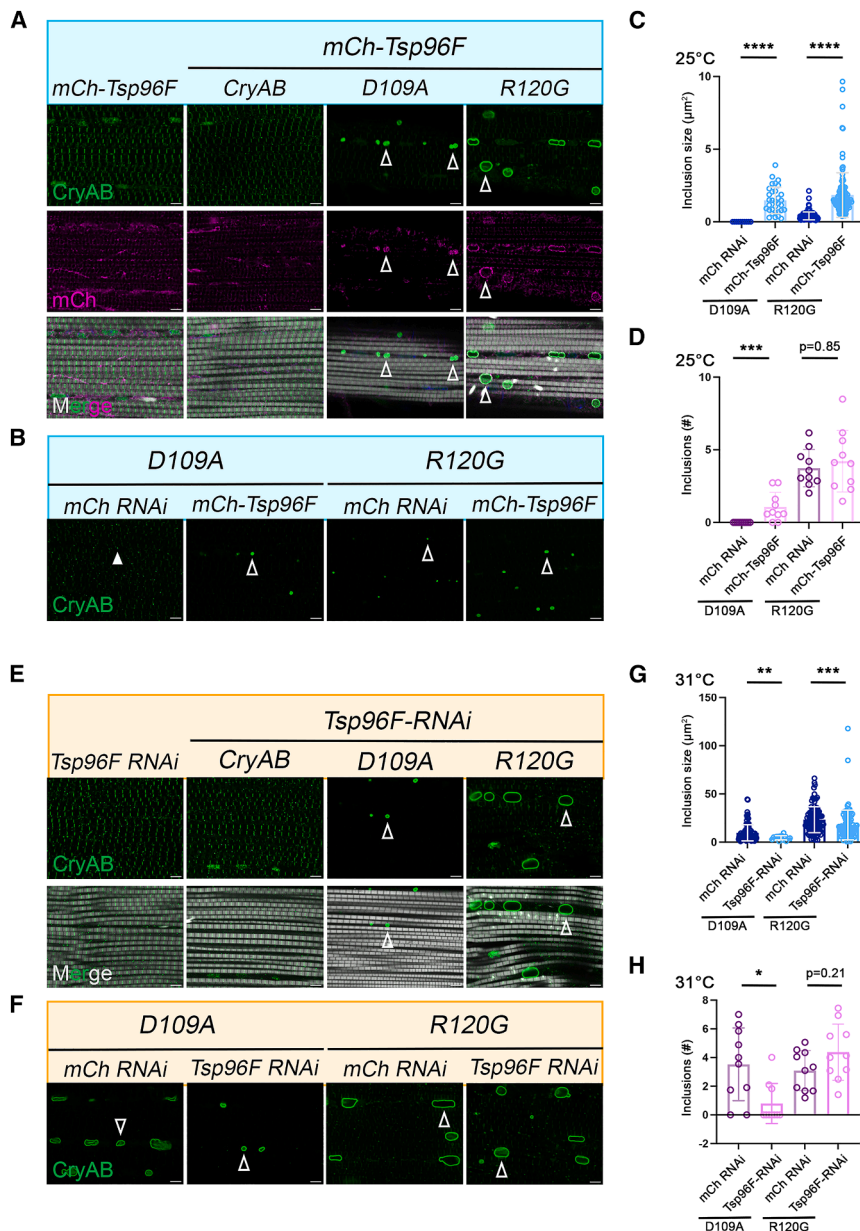 A
mCh-Tsp96F
mCh-Tsp96F CryAB D109A R120G
CryAB
mCh
Merge
B
D109A R120G
mCh RNAi mCh-Tsp96F mCh RNAi mCh-Tsp96F
CryAB
C
25°C
**** ****
Inclusion size (µm²)
10
5
0
mCh RNAi mCh-Tsp96F mCh RNAi mCh-Tsp96F
D109A R120G
D
25°C
*** p=0.85
Inclusions (#)
10
5
0
mCh RNAi mCh-Tsp96F mCh RNAi mCh-Tsp96F
D109A R120G
E
Tsp96F-RNAi
Tsp96F RNAi CryAB D109A R120G
CryAB
Merge
F
D109A R120G
mCh RNAi Tsp96F RNAi mCh RNAi Tsp96F RNAi
CryAB
G
31°C
** ***
Inclusion size (µm²)
150
100
50
0
mCh RNAi Tsp96F-RNAi mCh RNAi Tsp96F-RNAi
D109A R120G
H
31°C
* p=0.21
Inclusions (#)
8
6
4
2
0
-2
mCh RNAi Tsp96F-RNAi mCh RNAi Tsp96F-RNAi
D109A R120G